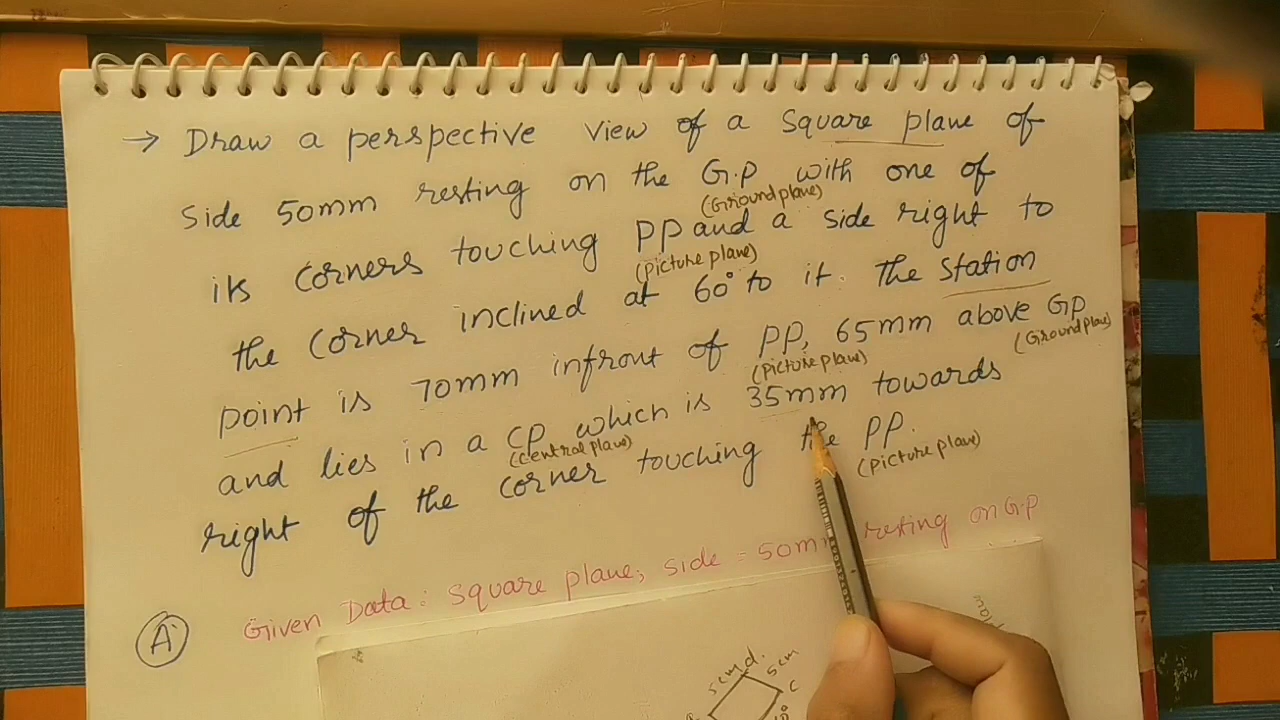 → Draw a perspective view of a square plane of
side 50mm resting on the G.P with one of
(Ground plane)
its corners touching PP and a side right to
(picture plane)
the corner inclined at 60° to it. The station
point is 70mm infront of PP, 65mm above GP
(picture plane) (Ground plane)
and lies in a CP which is 35mm towards
(central plane)
right of the corner touching the PP.
(picture plane)
A Given Data: square plane, side = 50mm resting on G.P
5cm d. 5cm
c